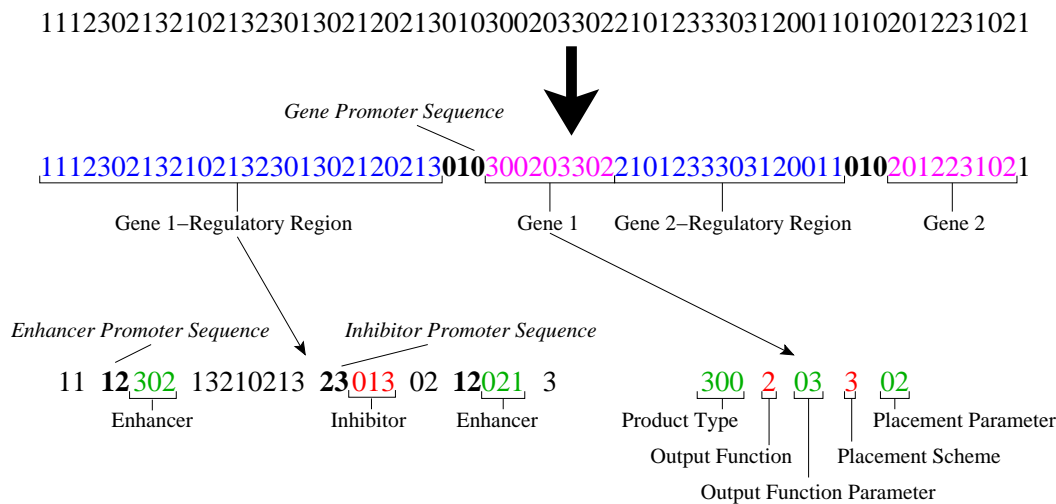 111230213210213230130212021301030020330221012333031200110102012231021
Gene Promoter Sequence
111230213210213230130212021301030020330221012333031200110102012231021
Gene 1–Regulatory Region
Gene 1
Gene 2–Regulatory Region
Gene 2
Enhancer Promoter Sequence
Inhibitor Promoter Sequence
11 12302 13210213 23013 02 12021 3
300 2 03 3 02
Enhancer
Inhibitor
Enhancer
Product Type
Placement Parameter
Output Function
Placement Scheme
Output Function Parameter